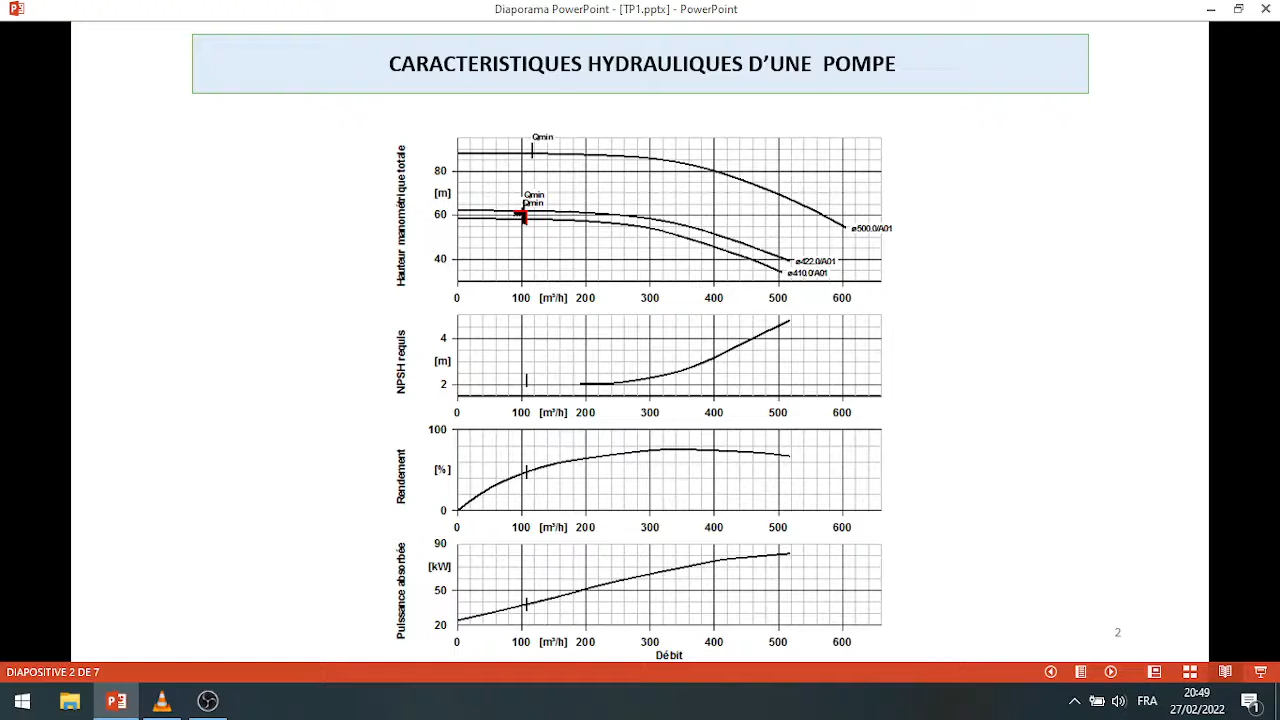 Diaporama PowerPoint - [TP1.pptx] - PowerPoint
CARACTERISTIQUES HYDRAULIQUES D’UNE POMPE
Hauteur manométrique totale
Qmin
80
[m]
Qmin
Qmin
60
ø500.0/A01
40
ø422.0/A01
ø410.0/A01
0 100 [m³/h] 200 300 400 500 600
NPSH requis
4
[m]
2
0 100 [m³/h] 200 300 400 500 600
Rendement
100
[%]
0
0 100 [m³/h] 200 300 400 500 600
Puissance absorbée
90
[kW]
50
20
0 100 [m³/h] 200 300 400 500 600
Débit
2
DIAPOSITIVE 2 DE 7
FRA
20:49
27/02/2022
1